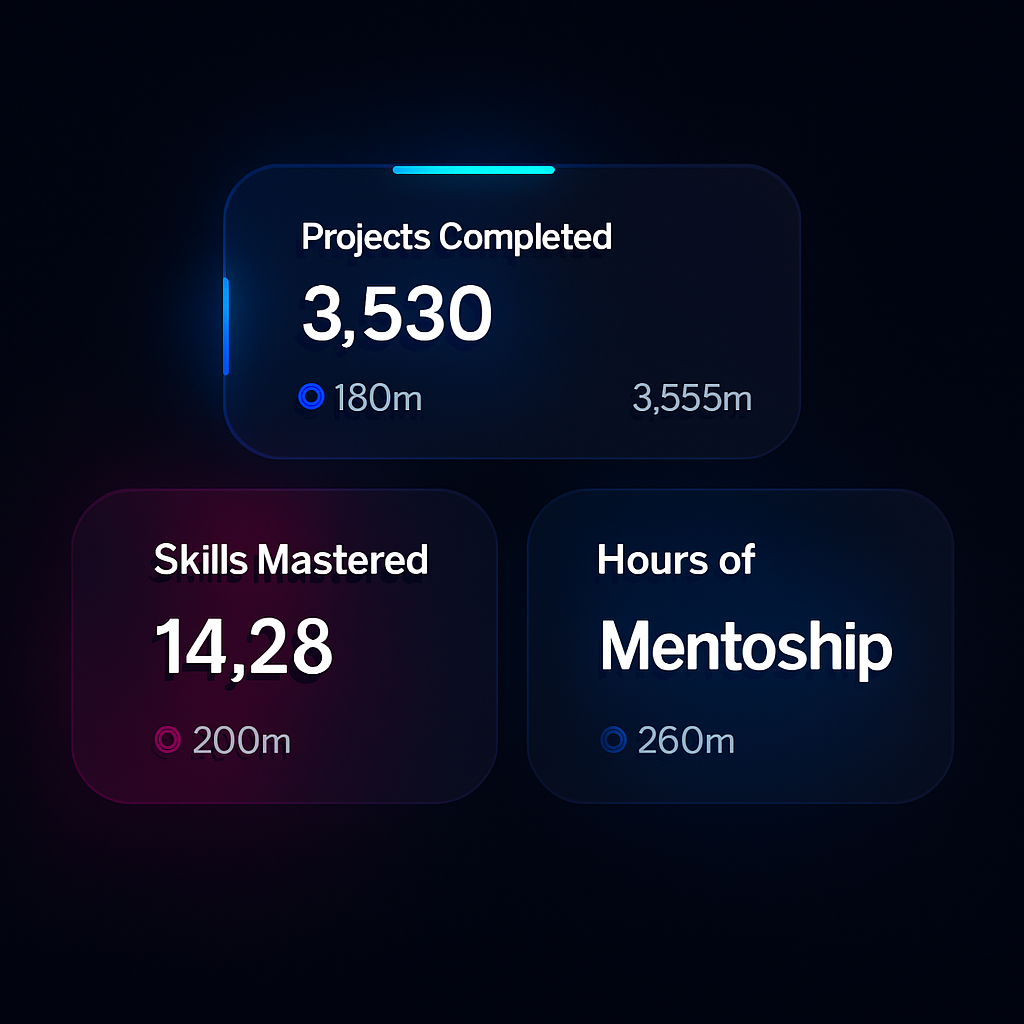 Projects Completed
3,530
180m 3,555m
Skills Mastered
14,28
200m
Hours of
Mentoship
260m